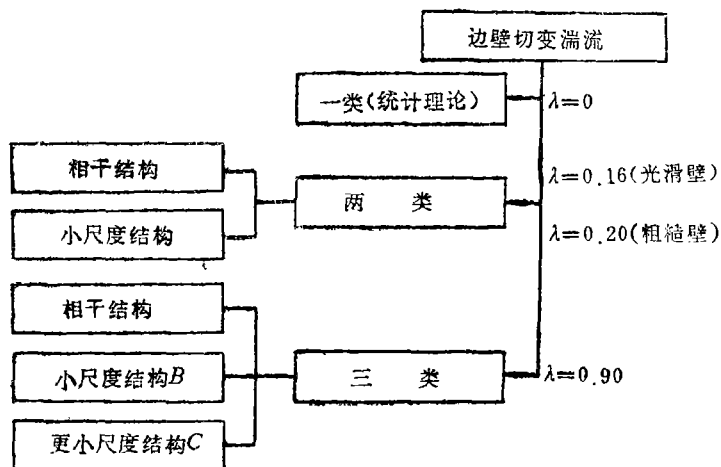 边壁切变湍流
一类(统计理论)
λ=0
相干结构
λ=0.16(光滑壁)
两 类
小尺度结构
λ=0.20(粗糙壁)
相干结构
小尺度结构B
三 类
λ=0.90
更小尺度结构C